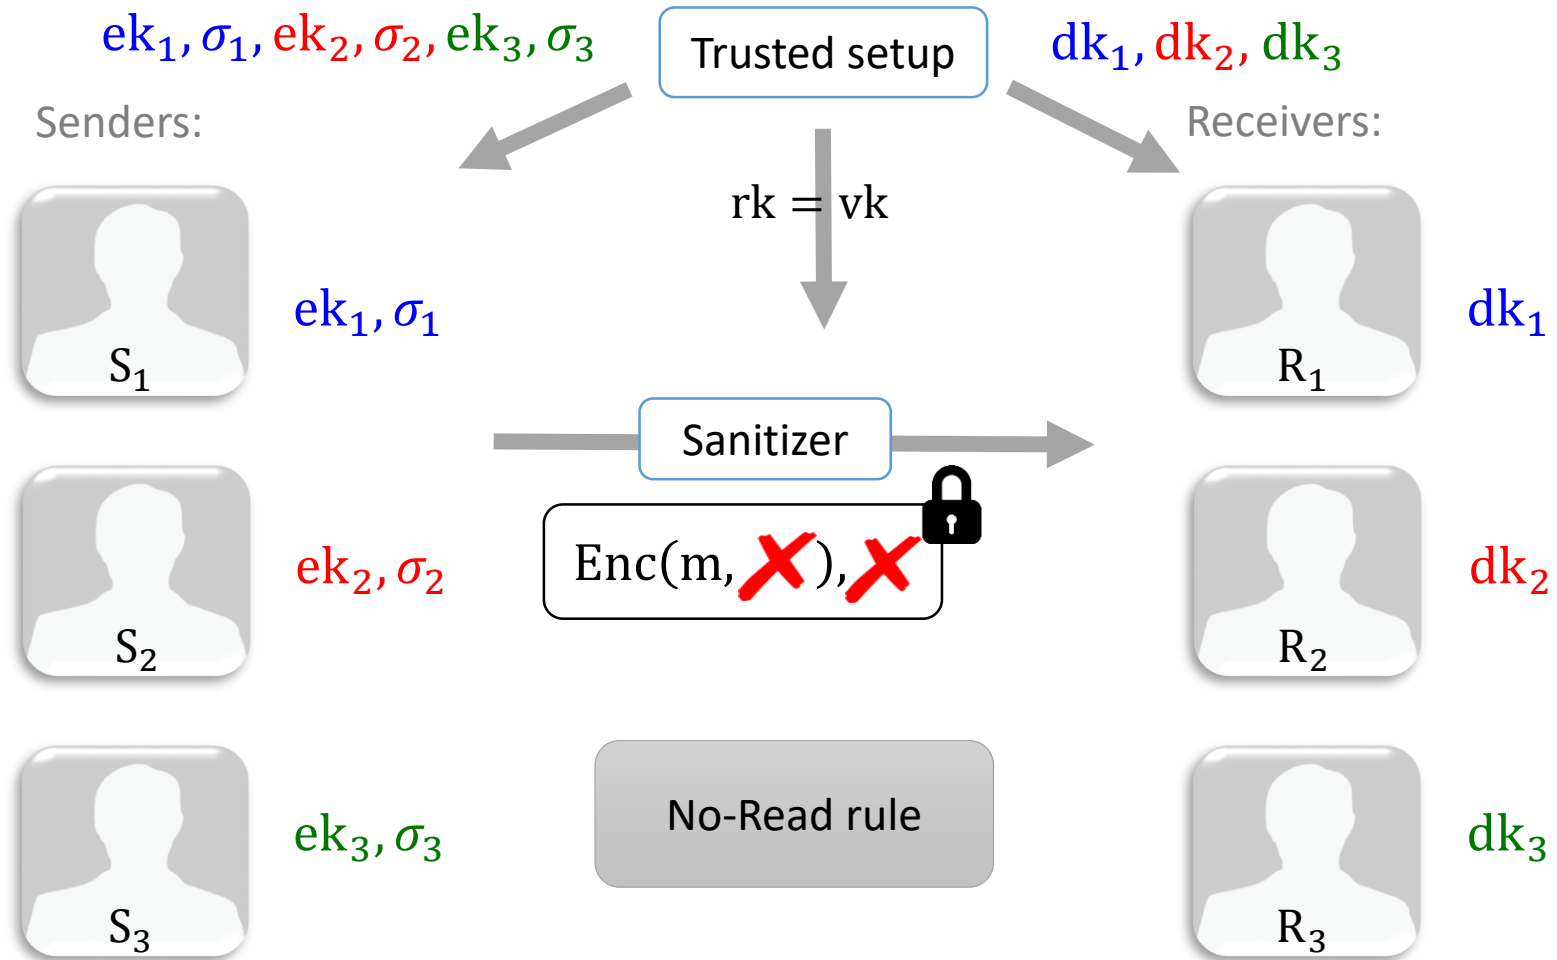 ek₁, σ₁, ek₂, σ₂, ek₃, σ₃
Trusted setup
dk₁, dk₂, dk₃
Senders:
Receivers:
rk = vk
ek₁, σ₁
dk₁
S₁
R₁
Sanitizer
Enc(m, ), 
ek₂, σ₂
dk₂
S₂
R₂
No-Read rule
ek₃, σ₃
dk₃
S₃
R₃